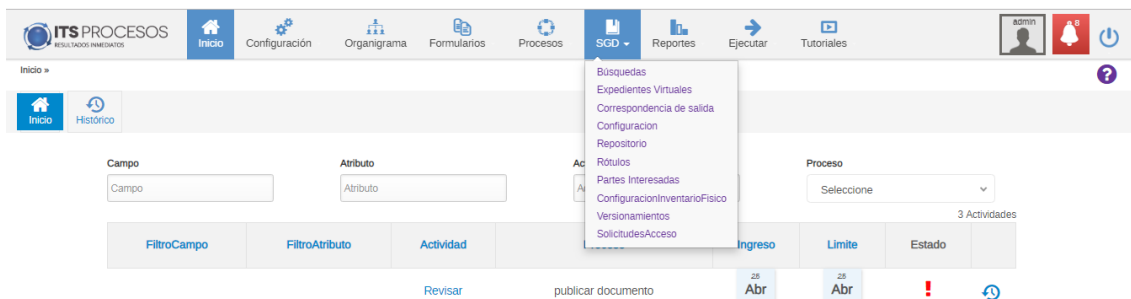 ITS PROCESOS
RESULTADOS INMEDIATOS
Inicio
Configuración
Organigrama
Formularios
Procesos
SGD
Reportes
Ejecutar
Tutoriales
admin
8
Inicio »
?
Búsquedas
Expedientes Virtuales
Correspondencia de salida
Configuracion
Repositorio
Rótulos
Partes Interesadas
ConfiguracionInventarioFisico
Versionamientos
SolicitudesAcceso
Inicio
Histórico
Campo
Atributo
Proceso
Campo
Atributo
Seleccione
3 Actividades
FiltroCampo
FiltroAtributo
Actividad
Ingreso
Limite
Estado
Revisar
publicar documento
28
Abr
28
Abr
!